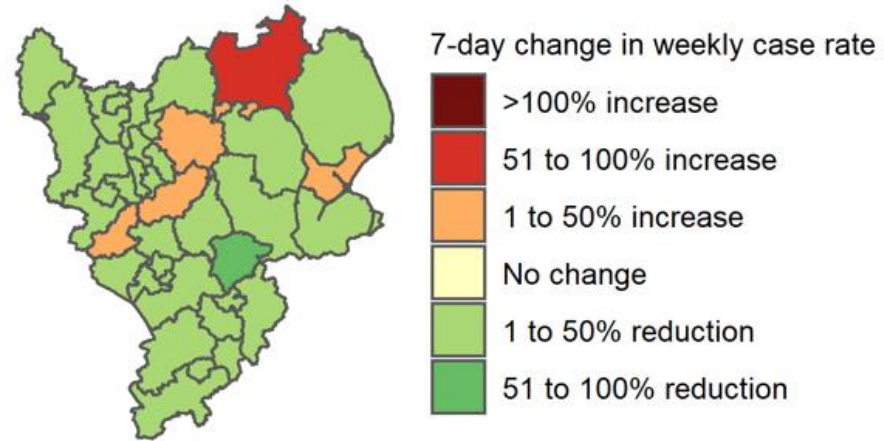 7-day change in weekly case rate
>100% increase
51 to 100% increase
1 to 50% increase
No change
1 to 50% reduction
51 to 100% reduction